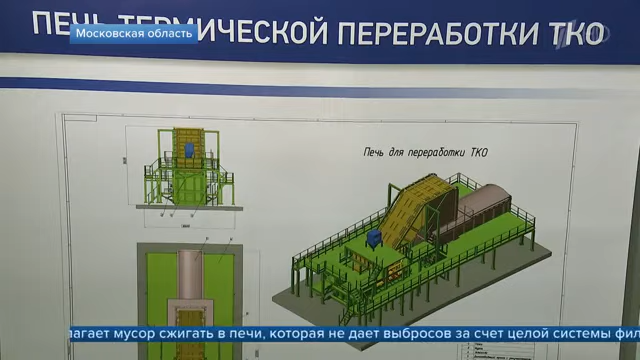 ПЕЧЬ ТЕРМИЧЕСКОЙ ПЕРЕРАБОТКИ ТКО
Московская область
Печь для переработки ТКО
лагает мусор сжигать в печи, которая не дает выбросов за счет целой системы фил